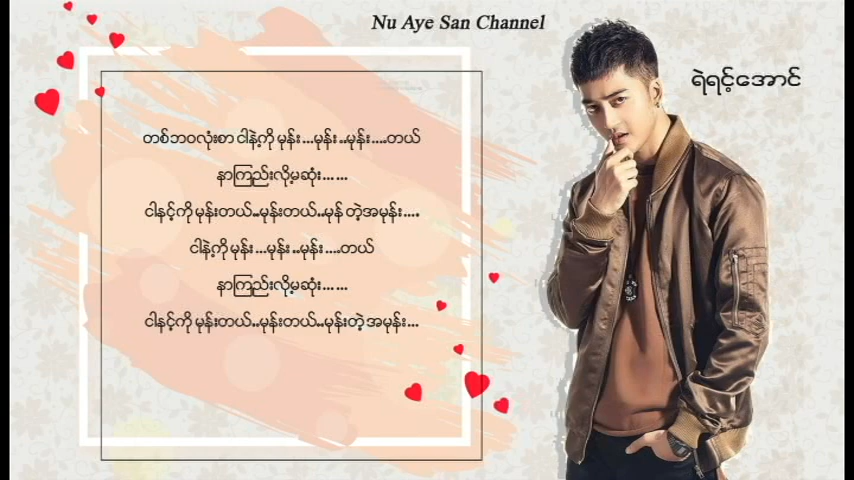 Nu Aye San Channel
ရဲရင့်အောင်
တစ်ဘဝလုံးစာ ငါနဲ့ကို မုန်း...မုန်း..မုန်း....တယ်
နာကြည်းလို့မဆုံး... ...
ငါနင့်ကို မုန်းတယ်..မုန်းတယ်..မုန် တဲ့အမုန်း....
ငါနဲ့ကို မုန်း...မုန်း..မုန်း....တယ်
နာကြည်းလို့မဆုံး... ...
ငါနင့်ကို မုန်းတယ်..မုန်းတယ်..မုန်းတဲ့ အမုန်း...